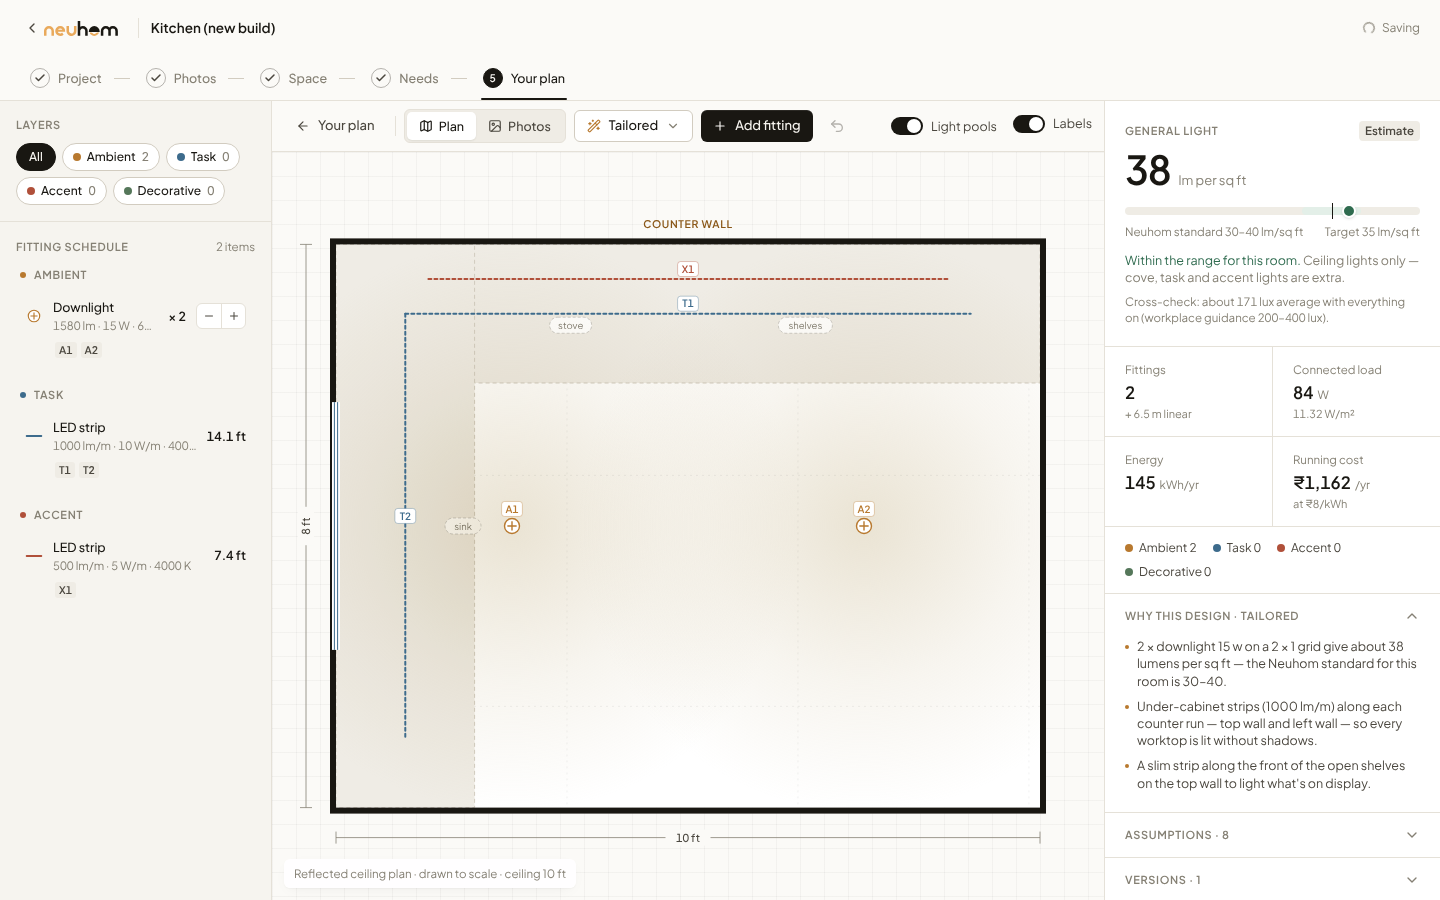 neuhom
Kitchen (new build)
Saving
Project
Photos
Space
Needs
5 Your plan
LAYERS
All
Ambient 2
Task 0
Accent 0
Decorative 0
FITTING SCHEDULE
2 items
AMBIENT
Downlight
1580 lm · 15 W · 6...
× 2
− +
A1 A2
TASK
LED strip
1000 lm/m · 10 W/m · 400...
14.1 ft
T1 T2
ACCENT
LED strip
500 lm/m · 5 W/m · 4000 K
7.4 ft
X1
Your plan
Plan
Photos
Tailored
+ Add fitting
Light pools
Labels
COUNTER WALL
X1
T1
stove
shelves
A1
A2
T2
sink
8 ft
10 ft
Reflected ceiling plan · drawn to scale · ceiling 10 ft
GENERAL LIGHT
Estimate
38 lm per sq ft
Neuhom standard 30–40 lm/sq ft
Target 35 lm/sq ft
Within the range for this room. Ceiling lights only —
cove, task and accent lights are extra.
Cross-check: about 171 lux average with everything
on (workplace guidance 200–400 lux).
Fittings
2
+ 6.5 m linear
Connected load
84 W
11.32 W/m²
Energy
145 kWh/yr
Running cost
₹1,162 /yr
at ₹8/kWh
Ambient 2
Task 0
Accent 0
Decorative 0
WHY THIS DESIGN · TAILORED
• 2 × downlight 15 w on a 2 × 1 grid give about 38
lumens per sq ft — the Neuhom standard for this
room is 30–40.
• Under-cabinet strips (1000 lm/m) along each
counter run — top wall and left wall — so every
worktop is lit without shadows.
• A slim strip along the front of the open shelves
on the top wall to light what's on display.
ASSUMPTIONS · 8
VERSIONS · 1